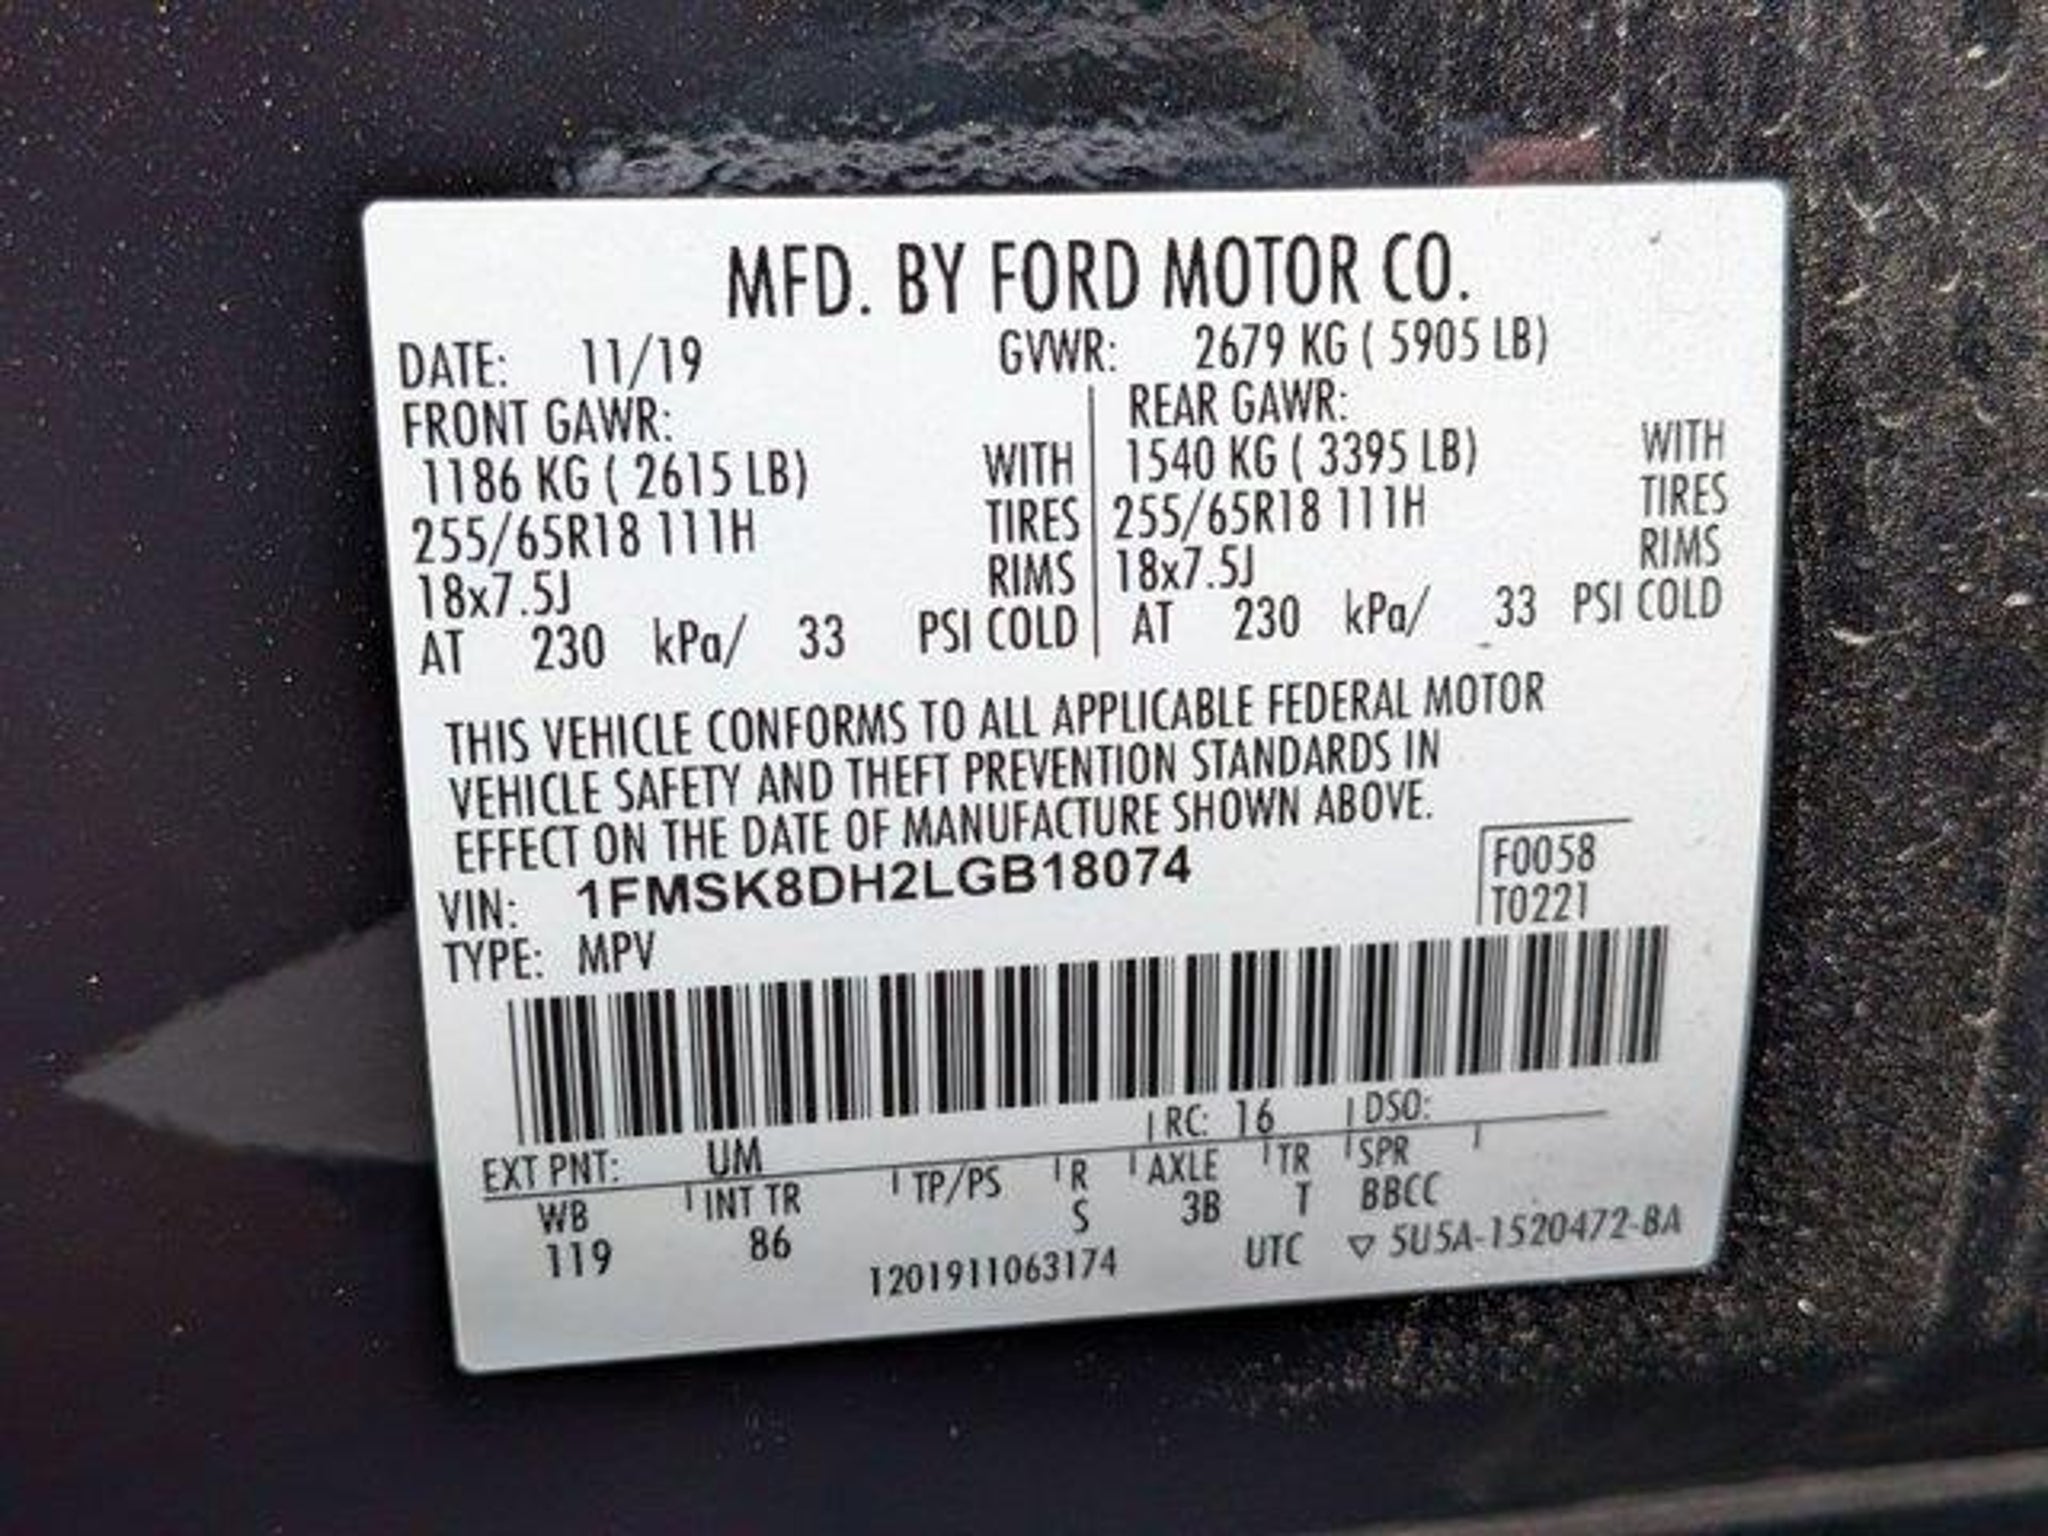 MFD. BY FORD MOTOR CO.
DATE: 11/19 GVWR: 2679 KG ( 5905 LB)
FRONT GAWR: REAR GAWR:
1186 KG ( 2615 LB) WITH 1540 KG ( 3395 LB) WITH
255/65R18 111H TIRES 255/65R18 111H TIRES
18x7.5J RIMS 18x7.5J RIMS
AT 230 kPa/ 33 PSI COLD AT 230 kPa/ 33 PSI COLD
THIS VEHICLE CONFORMS TO ALL APPLICABLE FEDERAL MOTOR
VEHICLE SAFETY AND THEFT PREVENTION STANDARDS IN
EFFECT ON THE DATE OF MANUFACTURE SHOWN ABOVE.
VIN: 1FMSK8DH2LGB18074 F0058
TYPE: MPV T0221
EXT PNT: UM RC: 16 DSO:
WB INT TR TP/PS R AXLE TR SPR
119 86 S 3B T BBCC
1201911063174 UTC ▽ 5U5A-1520472-BA